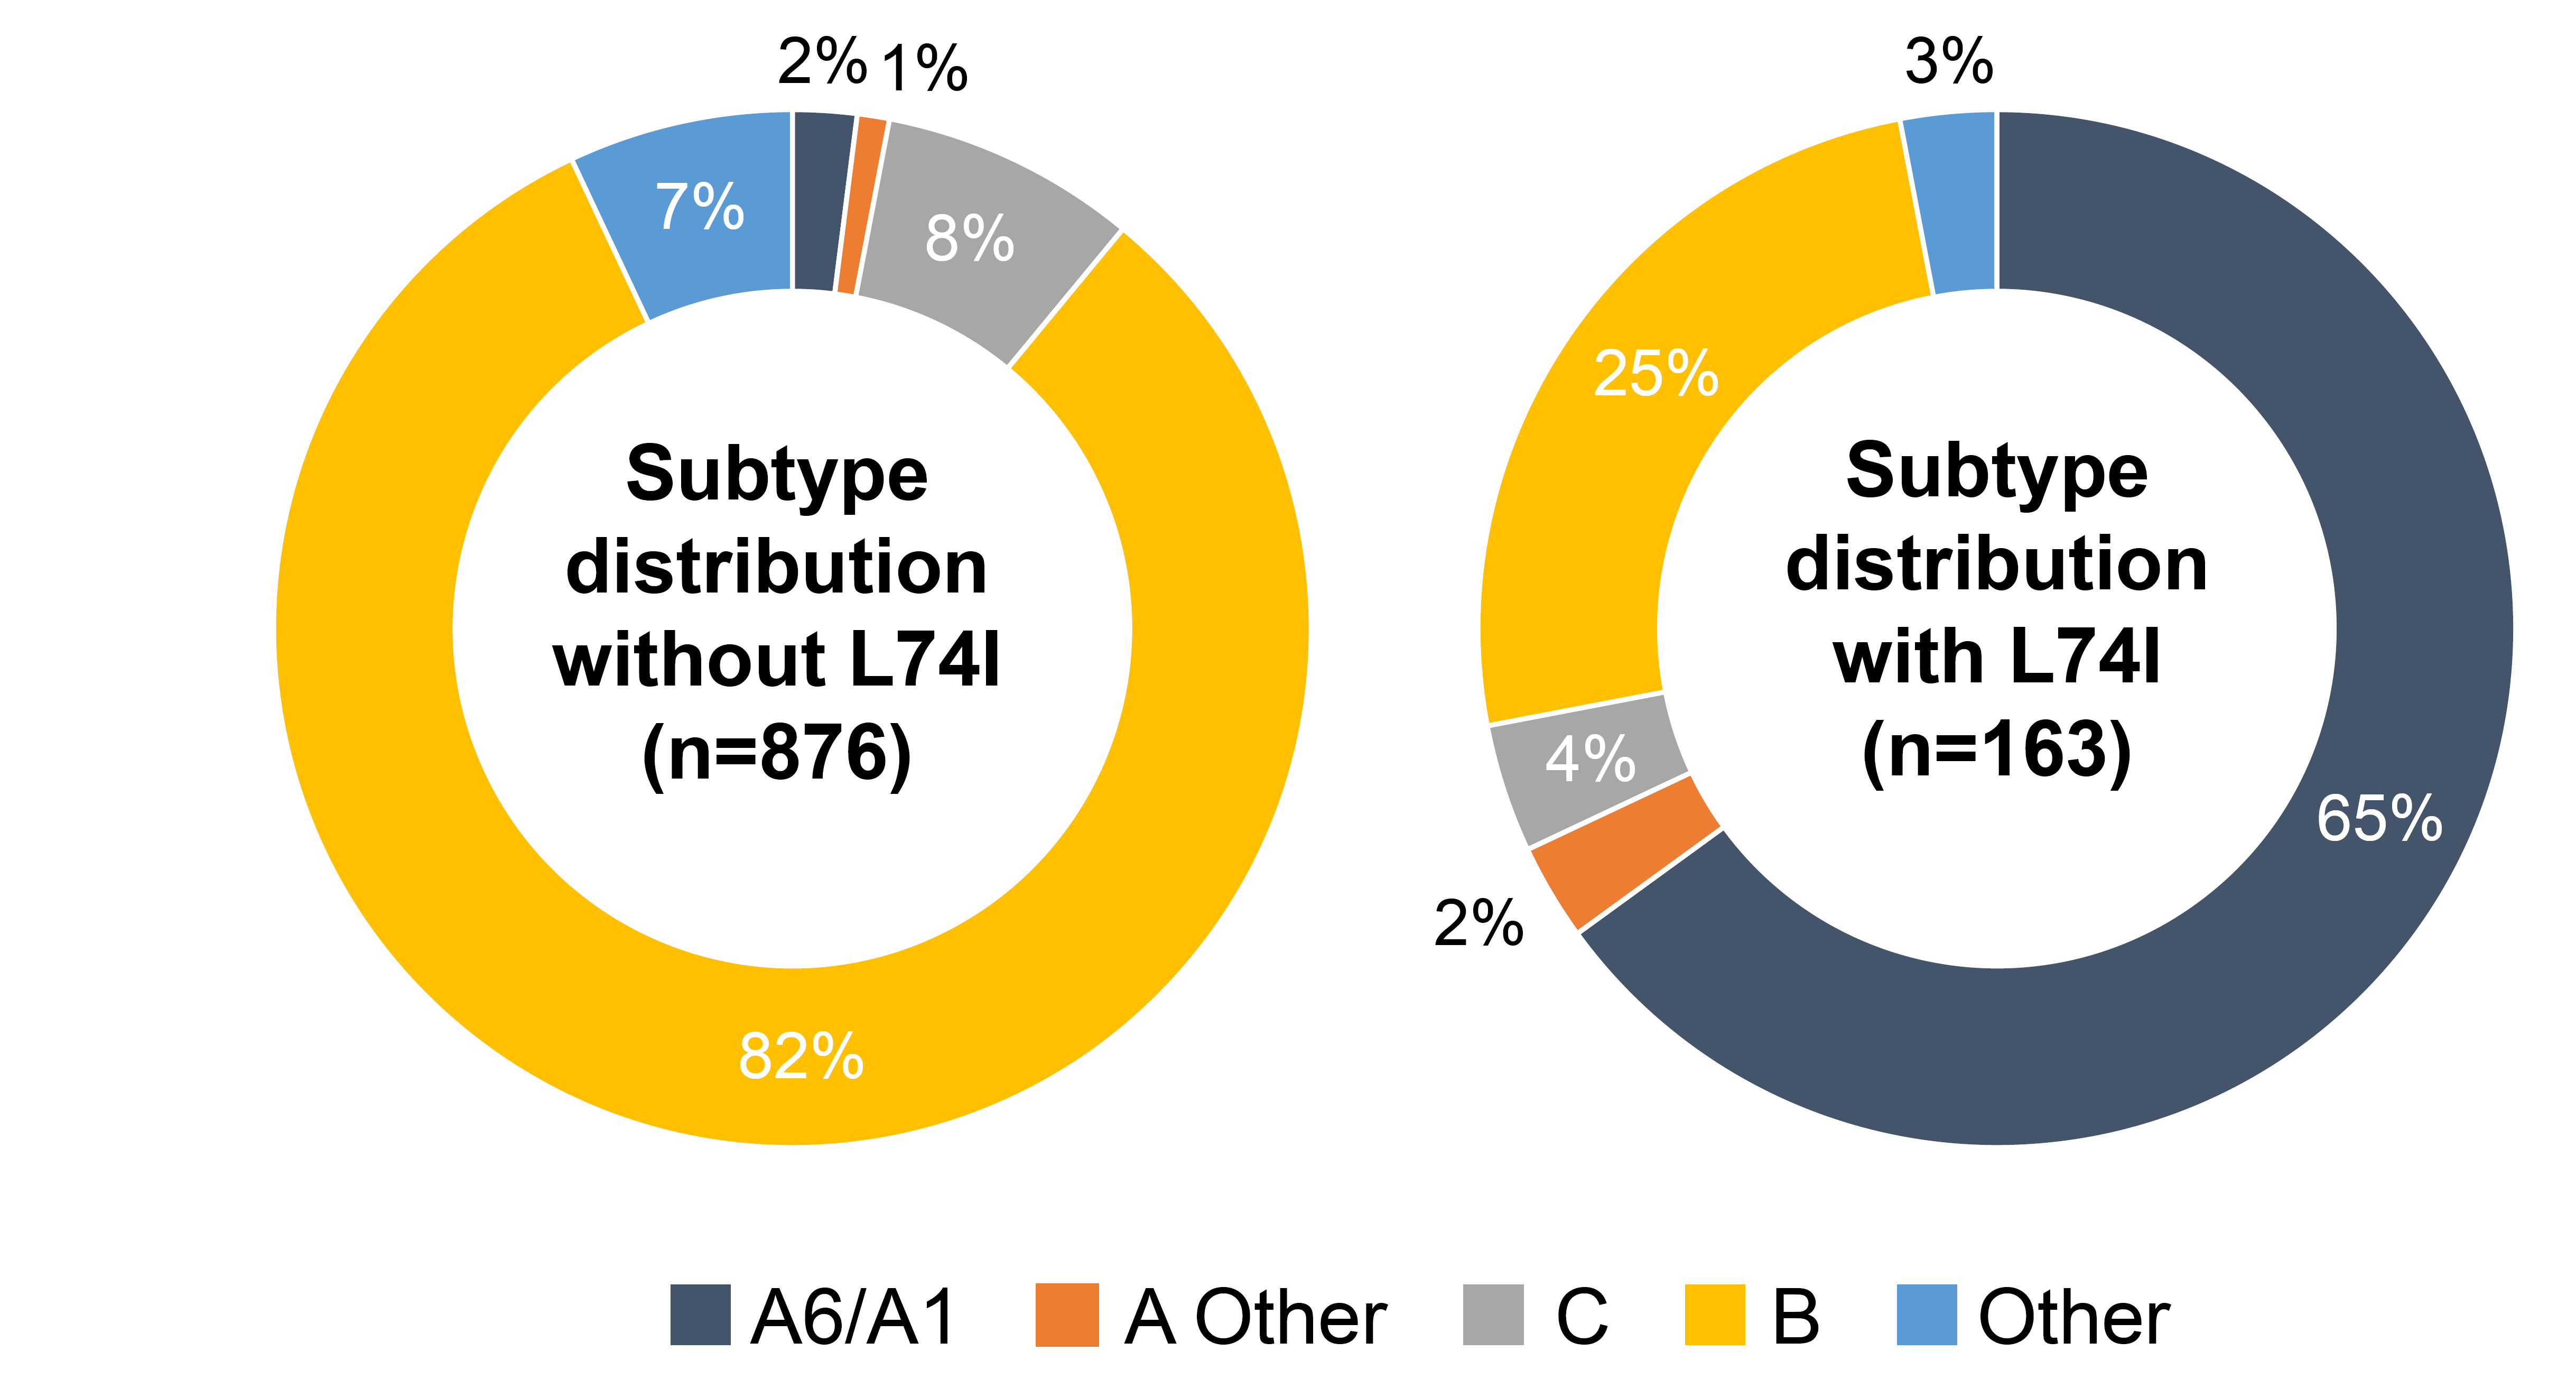 2%
1%
8%
7%
82%
Subtype
distribution
without L74I
(n=876)
3%
65%
25%
4%
2%
Subtype
distribution
with L74I
(n=163)
A6/A1
A Other
C
B
Other